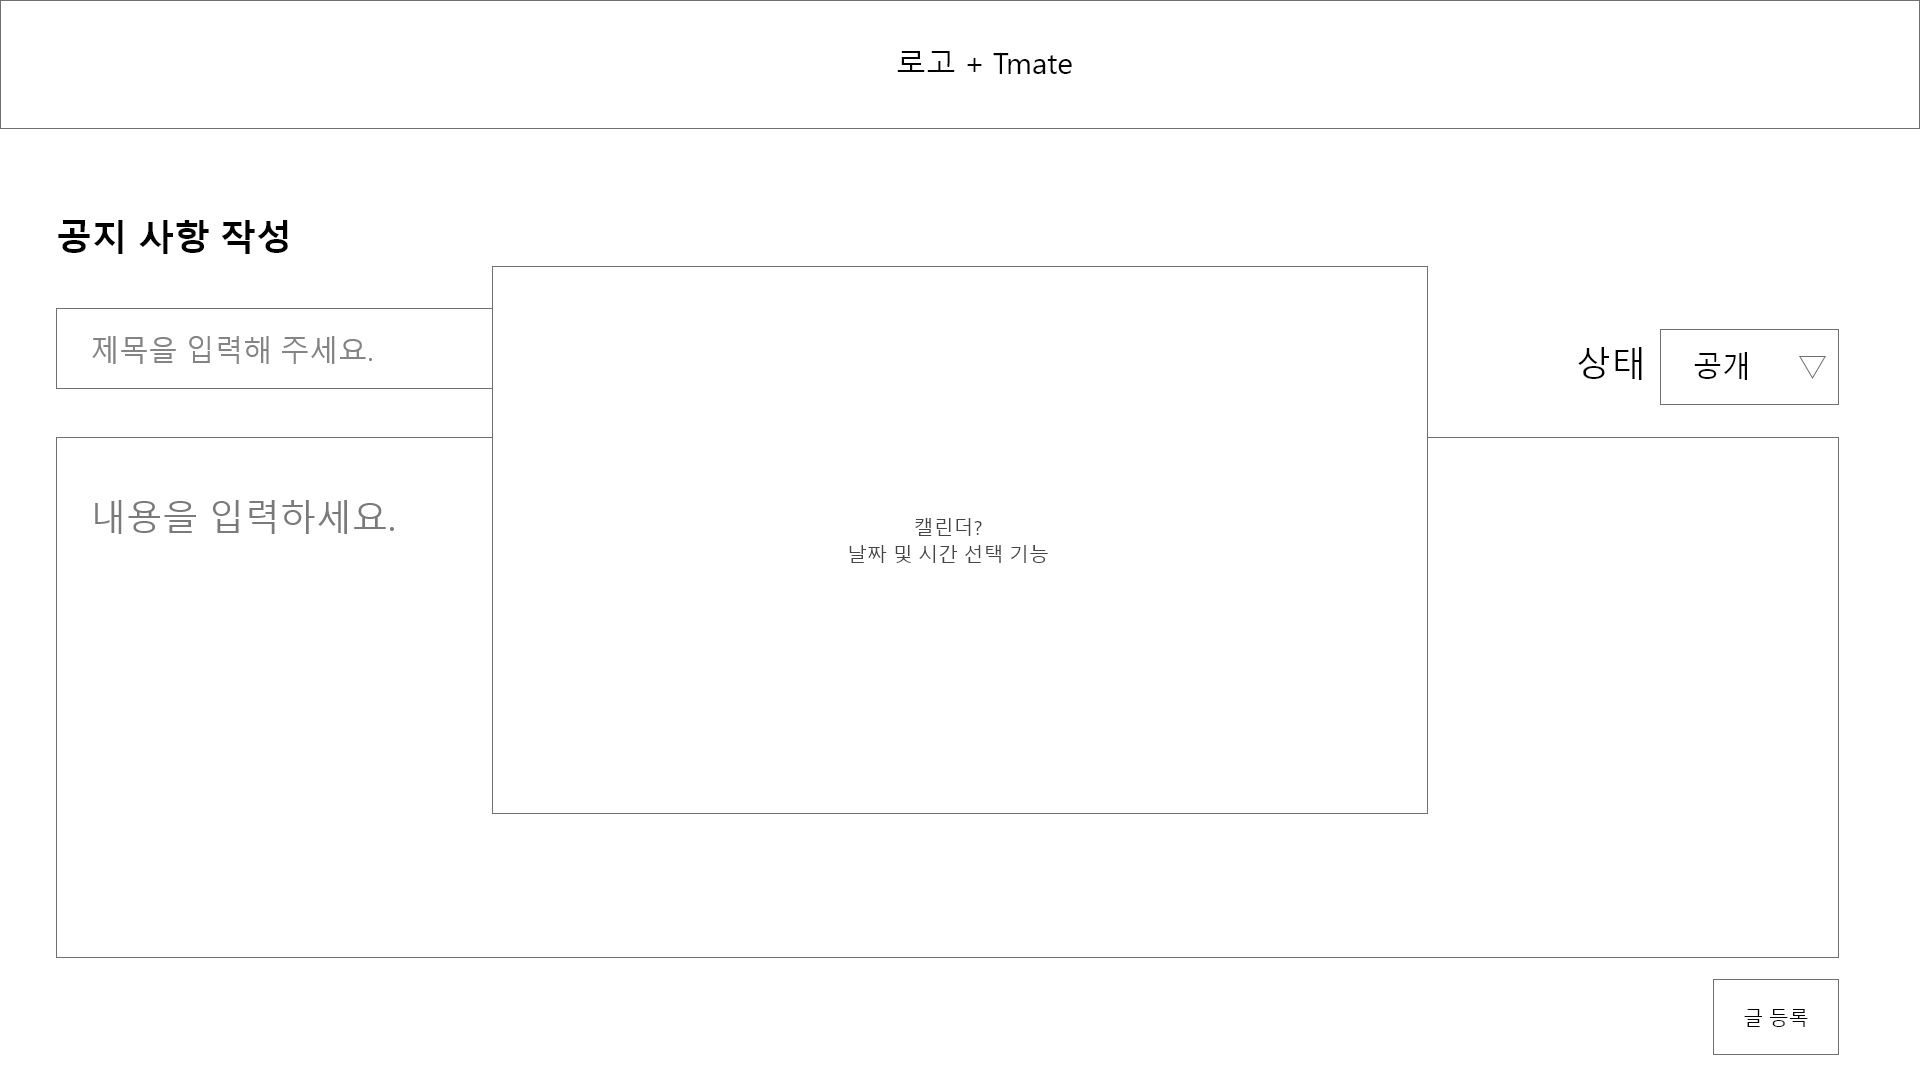 로고 + Tmate
공지 사항 작성
제목을 입력해 주세요.
상태
공개
내용을 입력하세요.
캘린더?
날짜 및 시간 선택 기능
글 등록